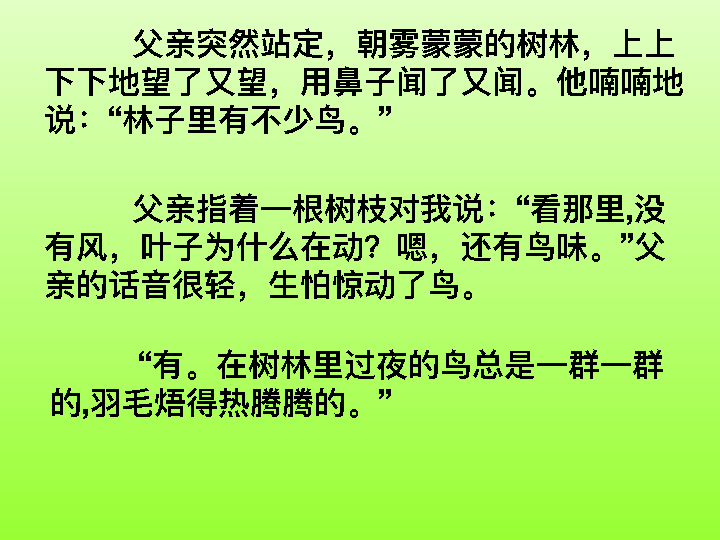 父亲突然站定，朝雾蒙蒙的树林，上上
下下地望了又望，用鼻子闻了又闻。他喃喃地
说：“林子里有不少鸟。”
父亲指着一根树枝对我说：“看那里,没
有风，叶子为什么在动？嗯，还有鸟味。”父
亲的话音很轻，生怕惊动了鸟。
“有。在树林里过夜的鸟总是一群一群
的,羽毛焐得热腾腾的。”